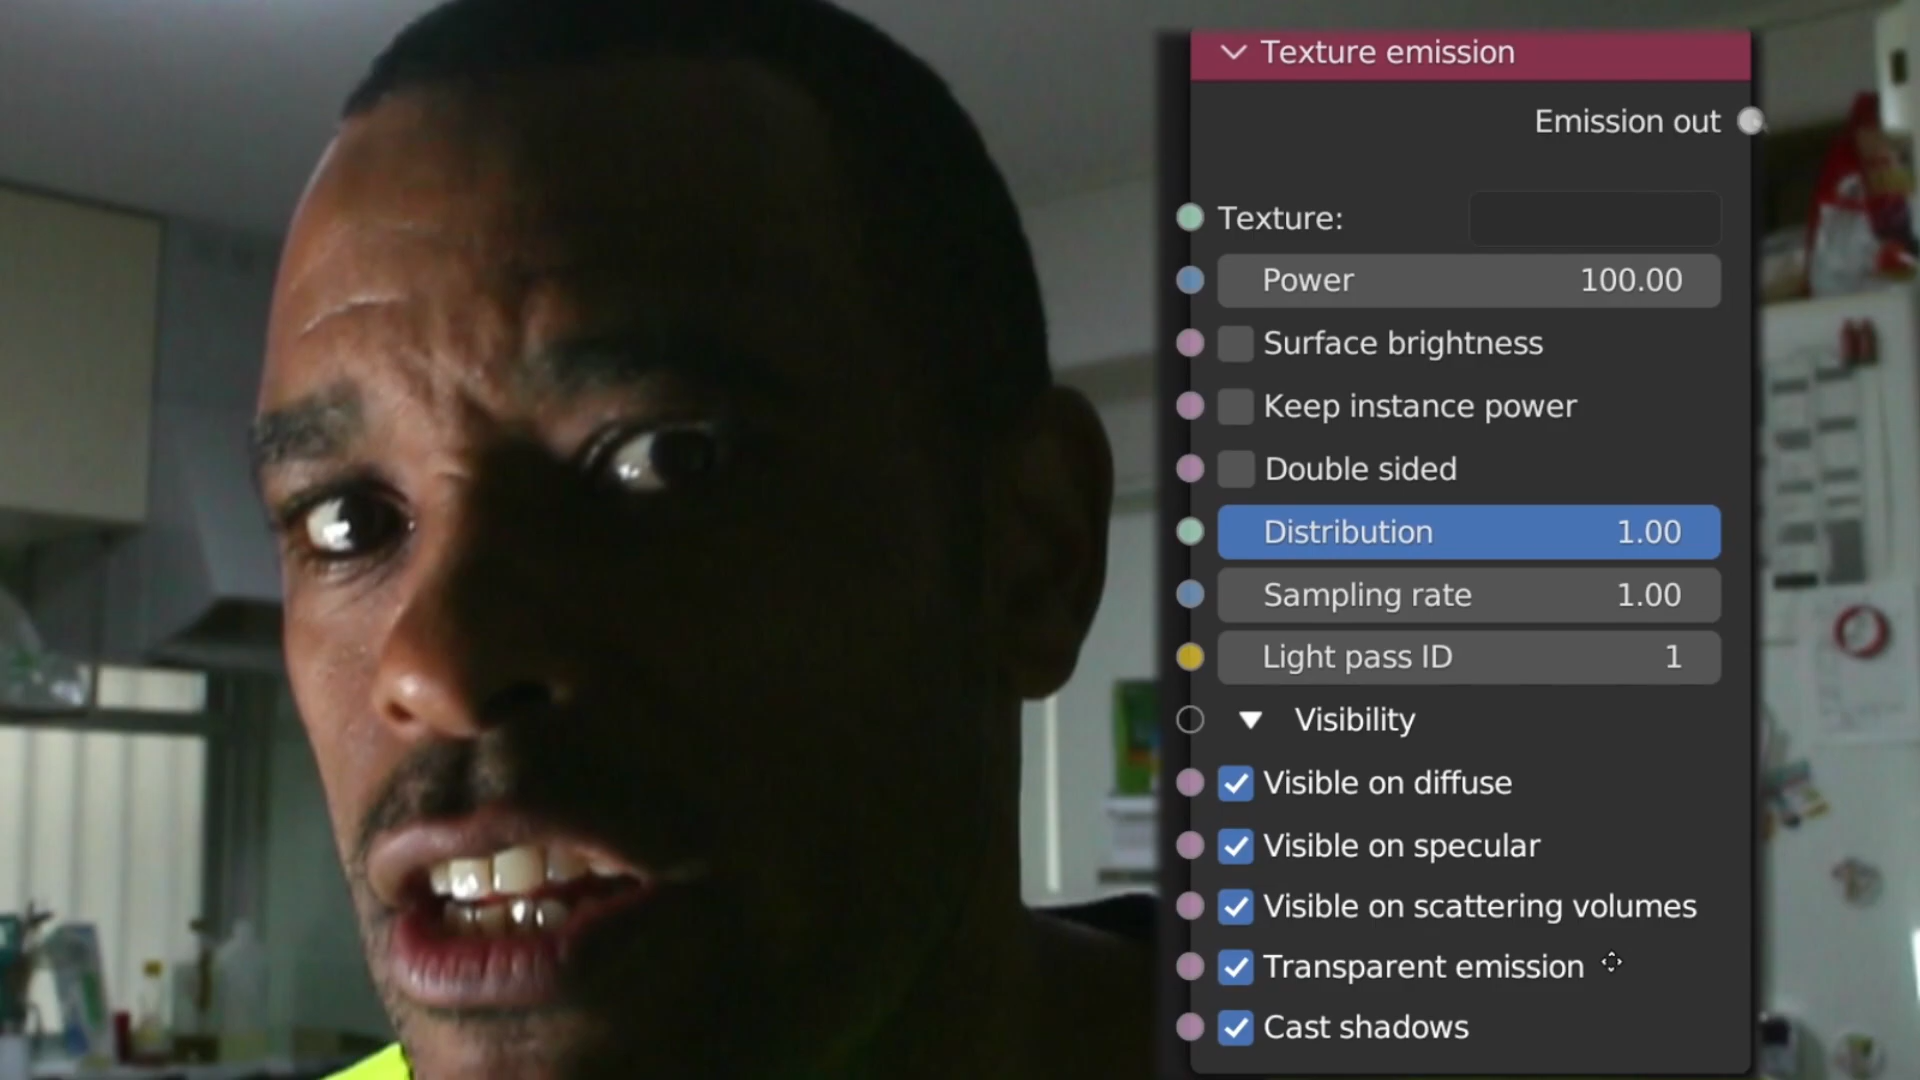 Texture emission
Emission out
Texture:
Power 100.00
Surface brightness
Keep instance power
Double sided
Distribution 1.00
Sampling rate 1.00
Light pass ID 1
Visibility
Visible on diffuse
Visible on specular
Visible on scattering volumes
Transparent emission
Cast shadows